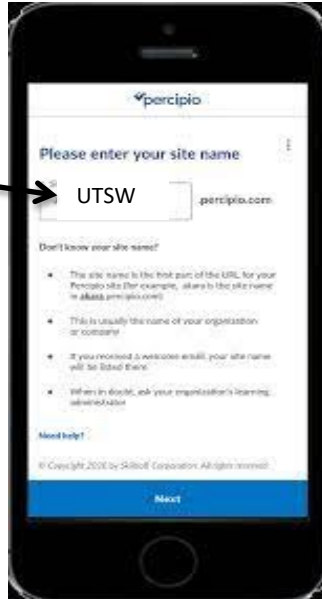 percipio
Please enter your site name
UTSW .percipio.com
Don't know your site name?
• The site name is the first part of the URL for your
Percipio site (for example, akara is the site name
in akara.percipio.com)
• This is usually the name of your organization
or company
• If you received a welcome email, your site name
will be listed there
• When in doubt, ask your organization's learning
administrator
Need help?
© Copyright 2020 by Skillsoft Corporation. All rights reserved
Next